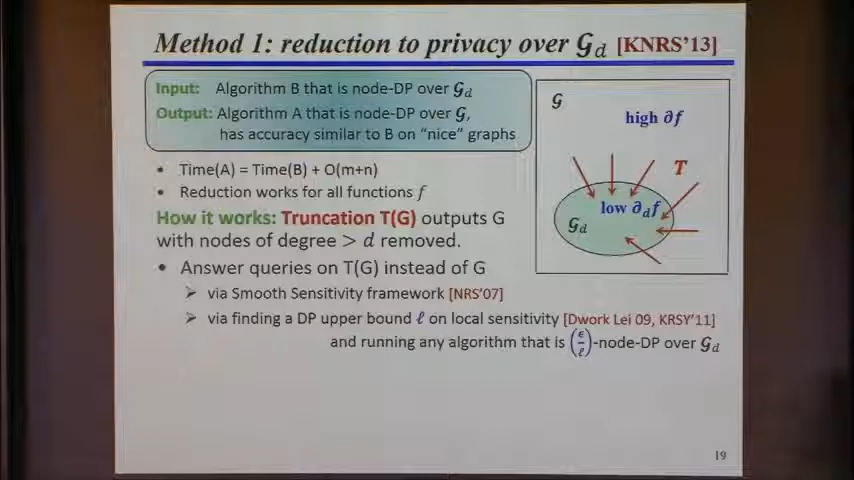 Method 1: reduction to privacy over 𝒢d [KNRS'13]
Input: Algorithm B that is node-DP over 𝒢d
Output: Algorithm A that is node-DP over 𝒢,
has accuracy similar to B on "nice" graphs
• Time(A) = Time(B) + O(m+n)
• Reduction works for all functions f
How it works: Truncation T(G) outputs G
with nodes of degree > d removed.
• Answer queries on T(G) instead of G
➢ via Smooth Sensitivity framework [NRS'07]
➢ via finding a DP upper bound ℓ on local sensitivity [Dwork Lei 09, KRSY'11]
and running any algorithm that is (ϵ/ℓ)-node-DP over 𝒢d
𝒢
high ∂f
T
low ∂df
𝒢d
19